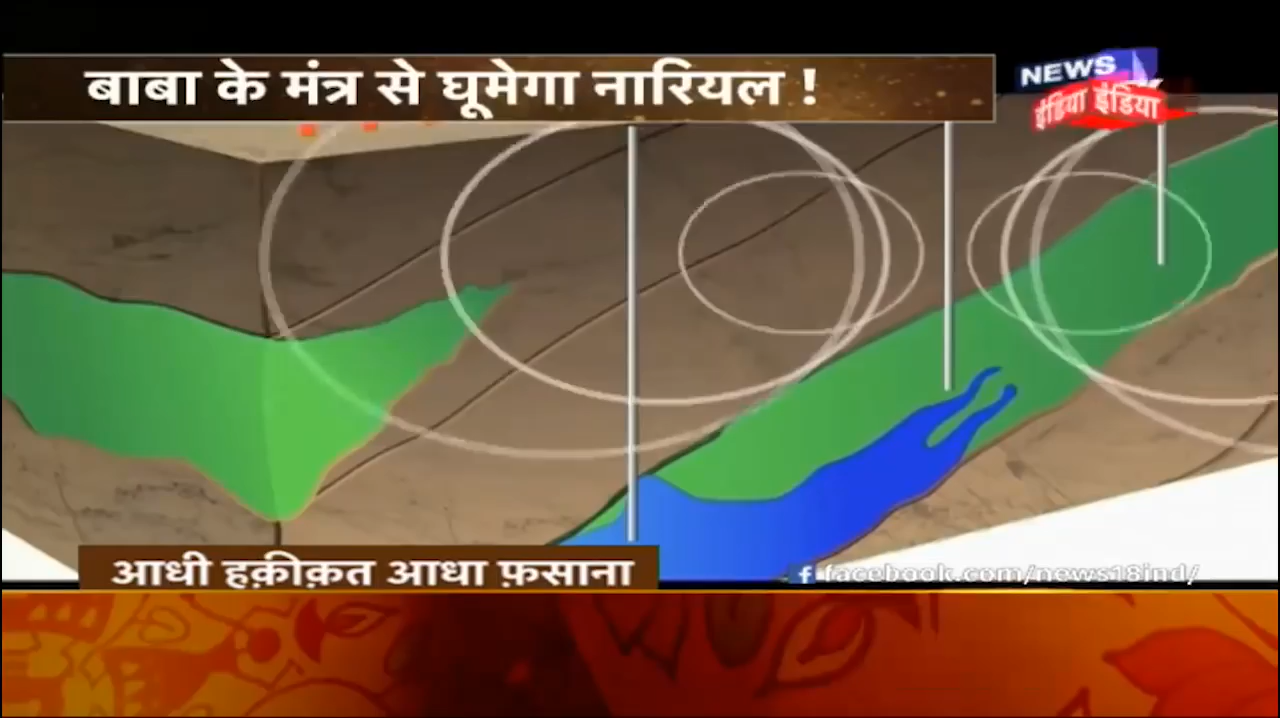 बाबा के मंत्र से घूमेगा नारियल !
NEWS
इंडिया इंडिया
आधी हक़ीक़त आधा फ़साना
facebook.com/news18ind/